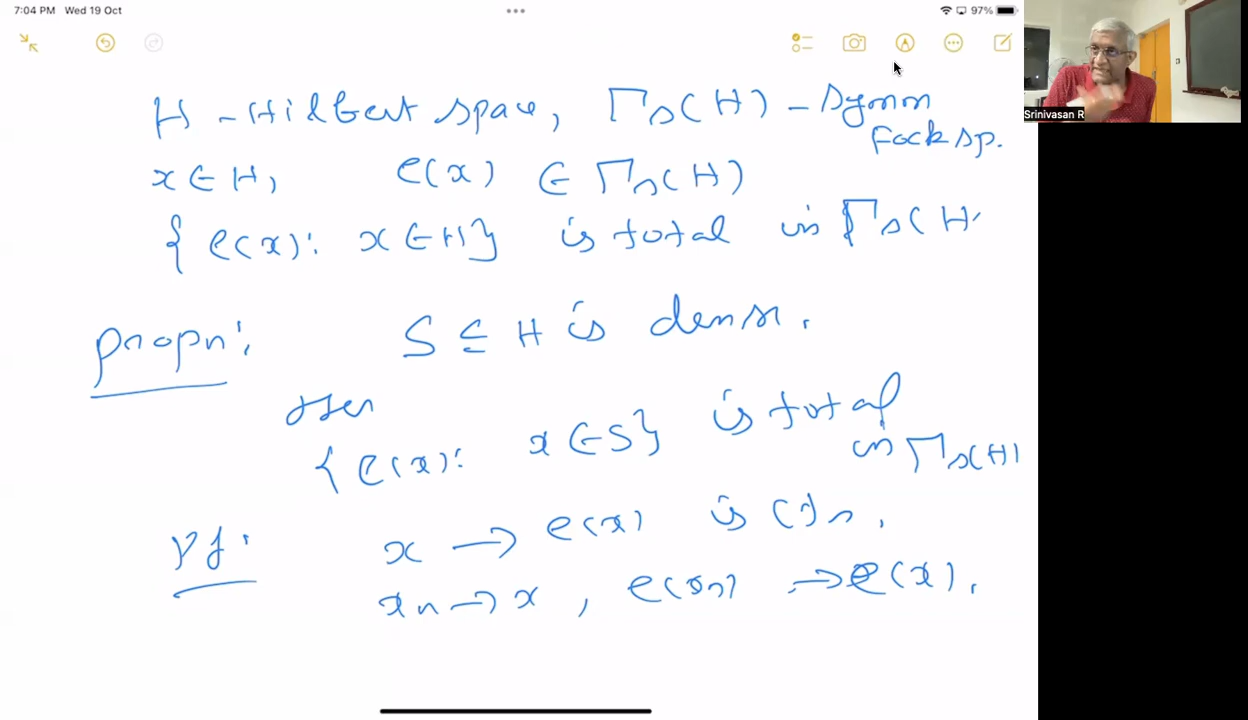 7:04 PM Wed 19 Oct
97%
H - Hilbert space, Γs(H) - Symm
Fock sp.
x ∈ H, e(x) ∈ Γs(H)
{ e(x): x ∈ H } is total in Γs(H
Propn: S ⊆ H is dense.
then
{ e(x): x ∈ S } is total
in Γs(H)
Pf: x → e(x) is cts.
xn → x, e(xn) → e(x).
Srinivasan R